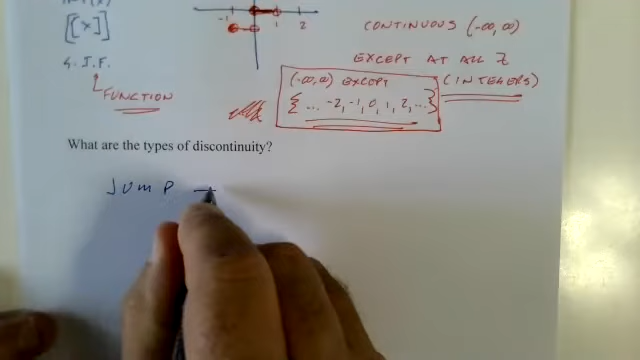 -1 1 2
[[x]]
CONTINUOUS (-∞, ∞)
G.I.F.
EXCEPT AT ALL Z
FUNCTION
(-∞, ∞) EXCEPT
(INTEGERS)
{... -2, -1, 0, 1, 2, ...}
What are the types of discontinuity?
JUMP